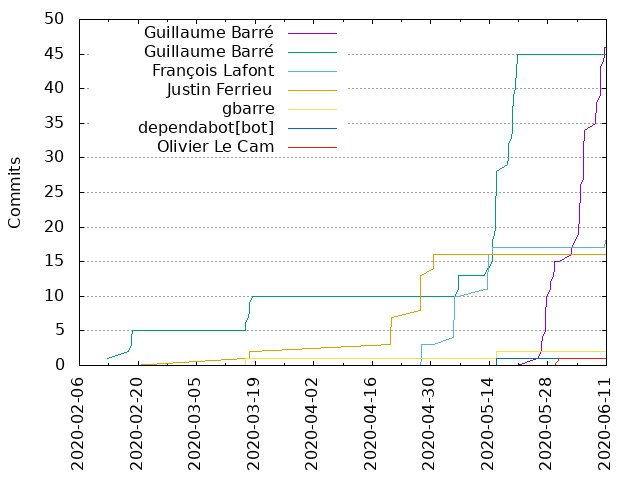 50
45
40
35
30
25
20
15
10
5
0
Commits
Guillaume Barré
Guillaume Barré
François Lafont
Justin Ferrieu
gbarre
dependabot[bot]
Olivier Le Cam
2020-02-06
2020-02-20
2020-03-05
2020-03-19
2020-04-02
2020-04-16
2020-04-30
2020-05-14
2020-05-28
2020-06-11